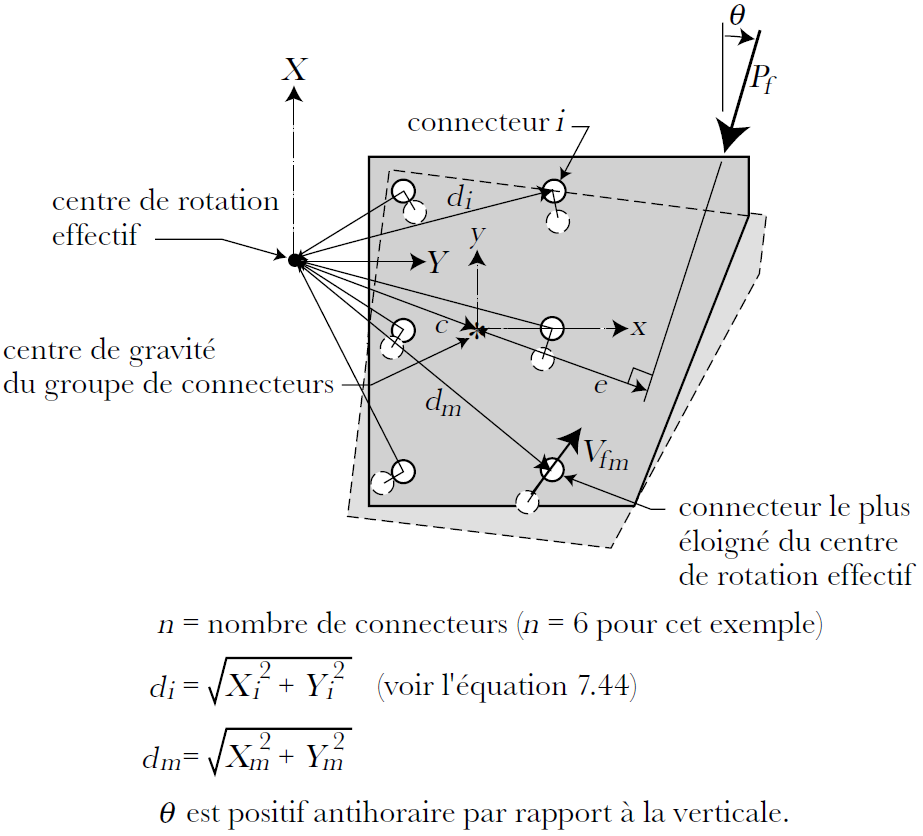 θ
X
P_f
connecteur i
centre de rotation
effectif
d_i
y
Y
c
x
centre de gravité
du groupe de connecteurs
e
d_m
V_fm
connecteur le plus
éloigné du centre
de rotation effectif
n = nombre de connecteurs (n = 6 pour cet exemple)
d_i = √(X_i² + Y_i²) (voir l'équation 7.44)
d_m = √(X_m² + Y_m²)
θ est positif antihoraire par rapport à la verticale.